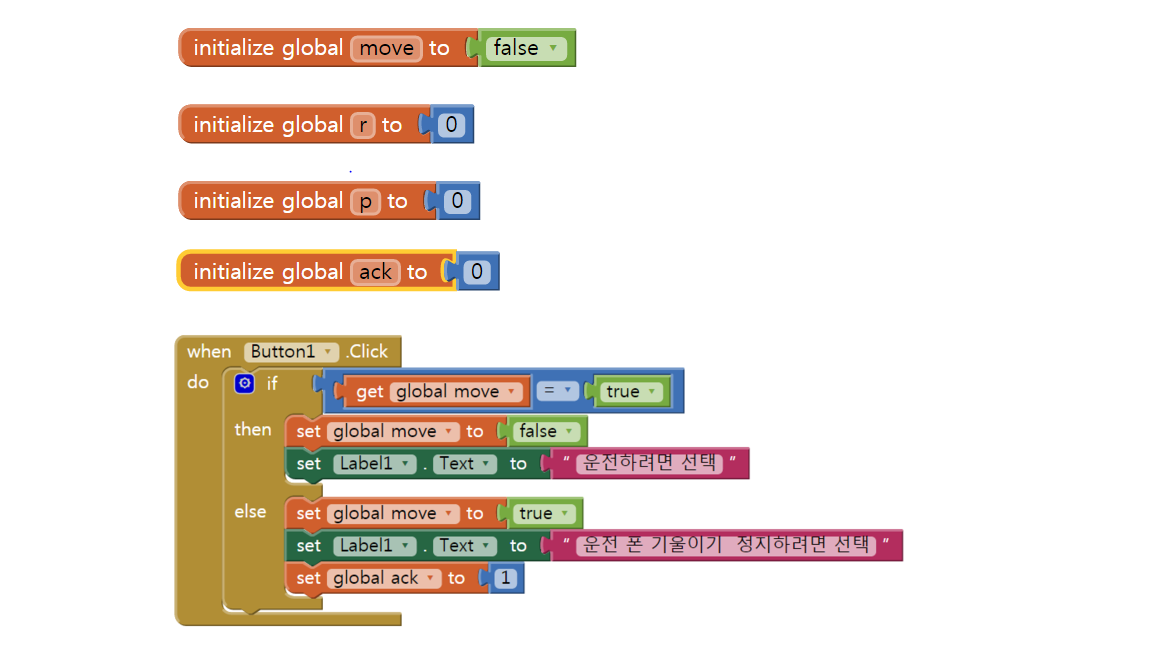 initialize global move to false
initialize global r to 0
initialize global p to 0
initialize global ack to 0
when Button1 .Click
do if get global move = true
then set global move to false
set Label1 . Text to " 운전하려면 선택 "
else set global move to true
set Label1 . Text to " 운전 폰 기울이기  정치하려면 선택 "
set global ack to 1